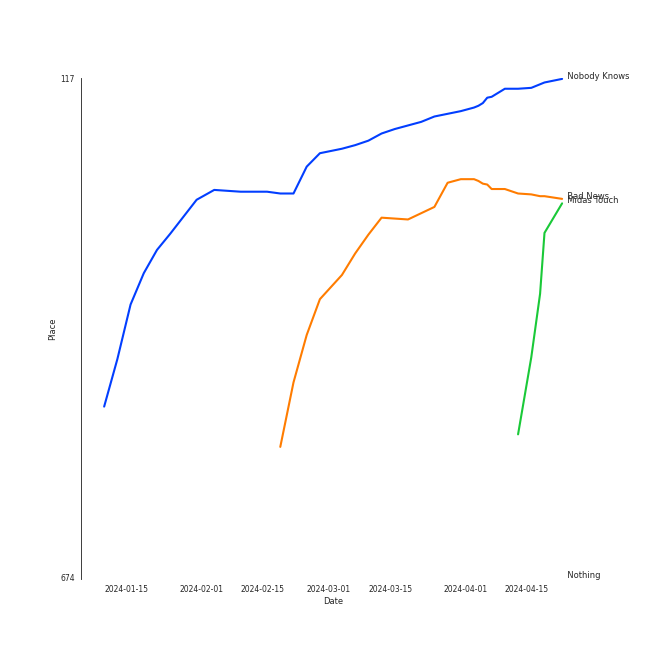 117
Nobody Knows
Bad News
Midas Touch
Place
674
Nothing
2024-01-15
2024-02-01
2024-02-15
2024-03-01
2024-03-15
2024-04-01
2024-04-15
Date